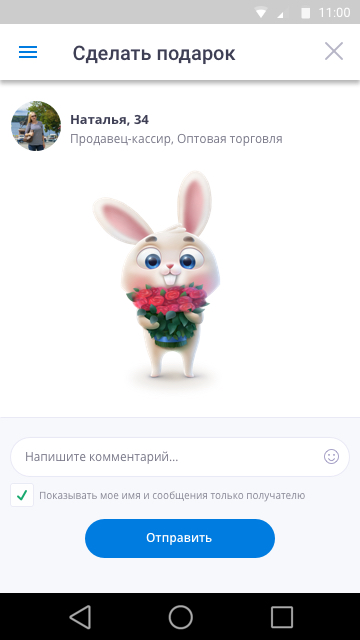 11:00
Сделать подарок
Наталья, 34
Продавец-кассир, Оптовая торговля
Напишите комментарий...
Показывать мое имя и сообщения только получателю
Отправить